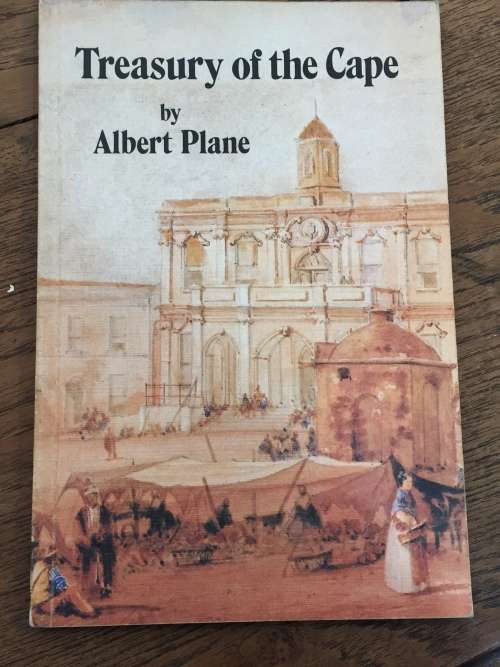 Treasury of the Cape
by
Albert Plane